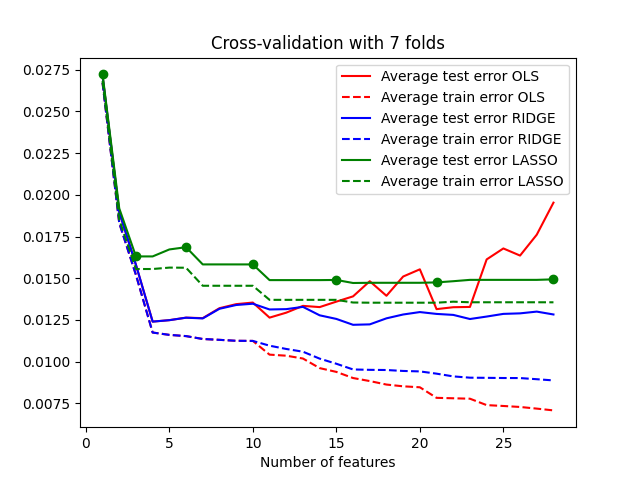 Cross-validation with 7 folds
0.0275
0.0250
0.0225
0.0200
0.0175
0.0150
0.0125
0.0100
0.0075
Average test error OLS
Average train error OLS
Average test error RIDGE
Average train error RIDGE
Average test error LASSO
Average train error LASSO
0 5 10 15 20 25
Number of features